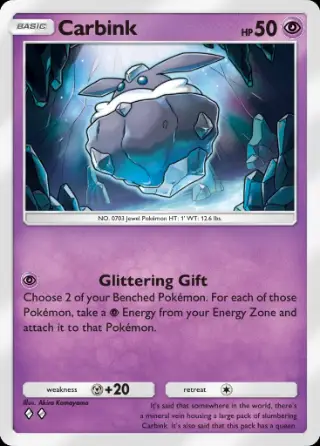 BASIC Carbink HP 50
NO. 0703 Jewel Pokémon HT: 1' WT: 12.6 lbs.
Glittering Gift
Choose 2 of your Benched Pokémon. For each of those
Pokémon, take a Energy from your Energy Zone and
attach it to that Pokémon.
weakness +20 retreat
Illus. Akira Komayama
It's said that somewhere in the world, there's
a mineral vein housing a large pack of slumbering
Carbink. It's also said that this pack has a queen.